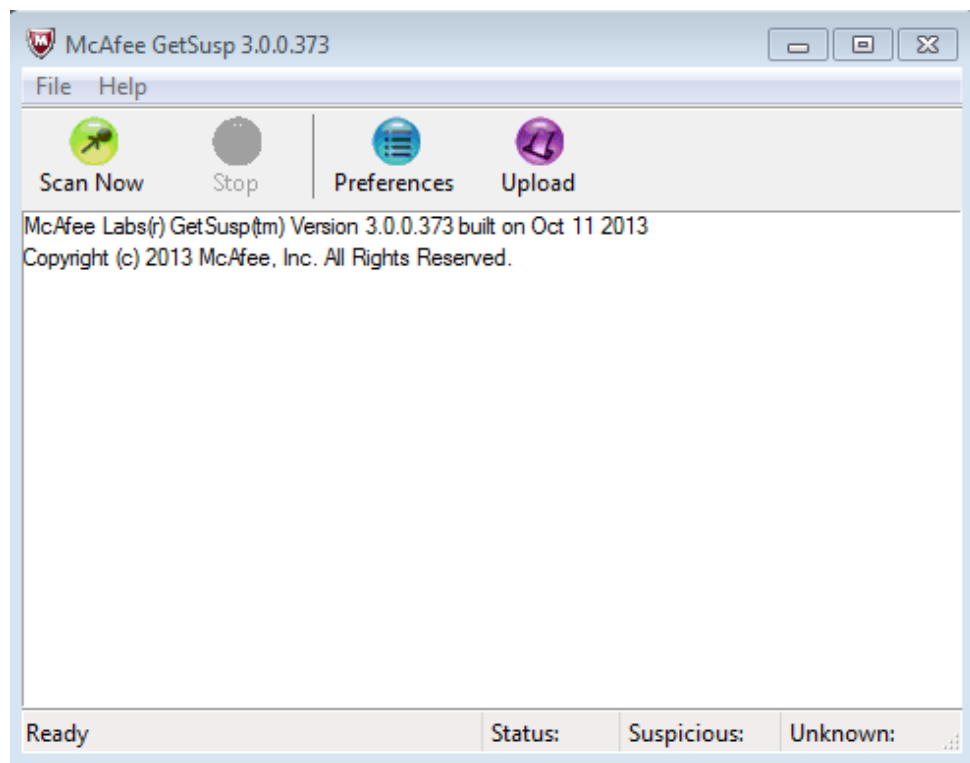 McAfee GetSusp 3.0.0.373
File Help
Scan Now Stop Preferences Upload
McAfee Labs(r) GetSusp(tm) Version 3.0.0.373 built on Oct 11 2013
Copyright (c) 2013 McAfee, Inc. All Rights Reserved.
Ready Status: Suspicious: Unknown: